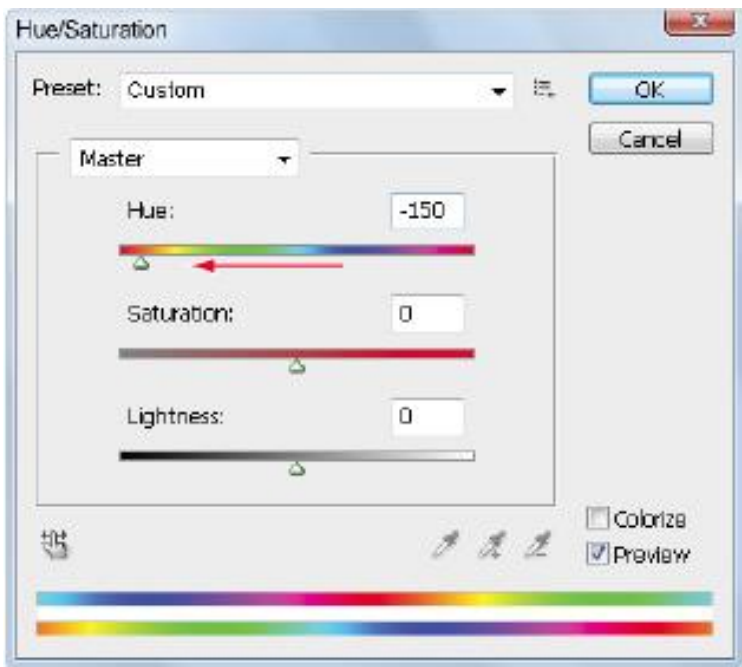 Hue/Saturation
Preset: Custom
OK
Cancel
Master
Hue: -150
Saturation: 0
Lightness: 0
Colorize
Preview